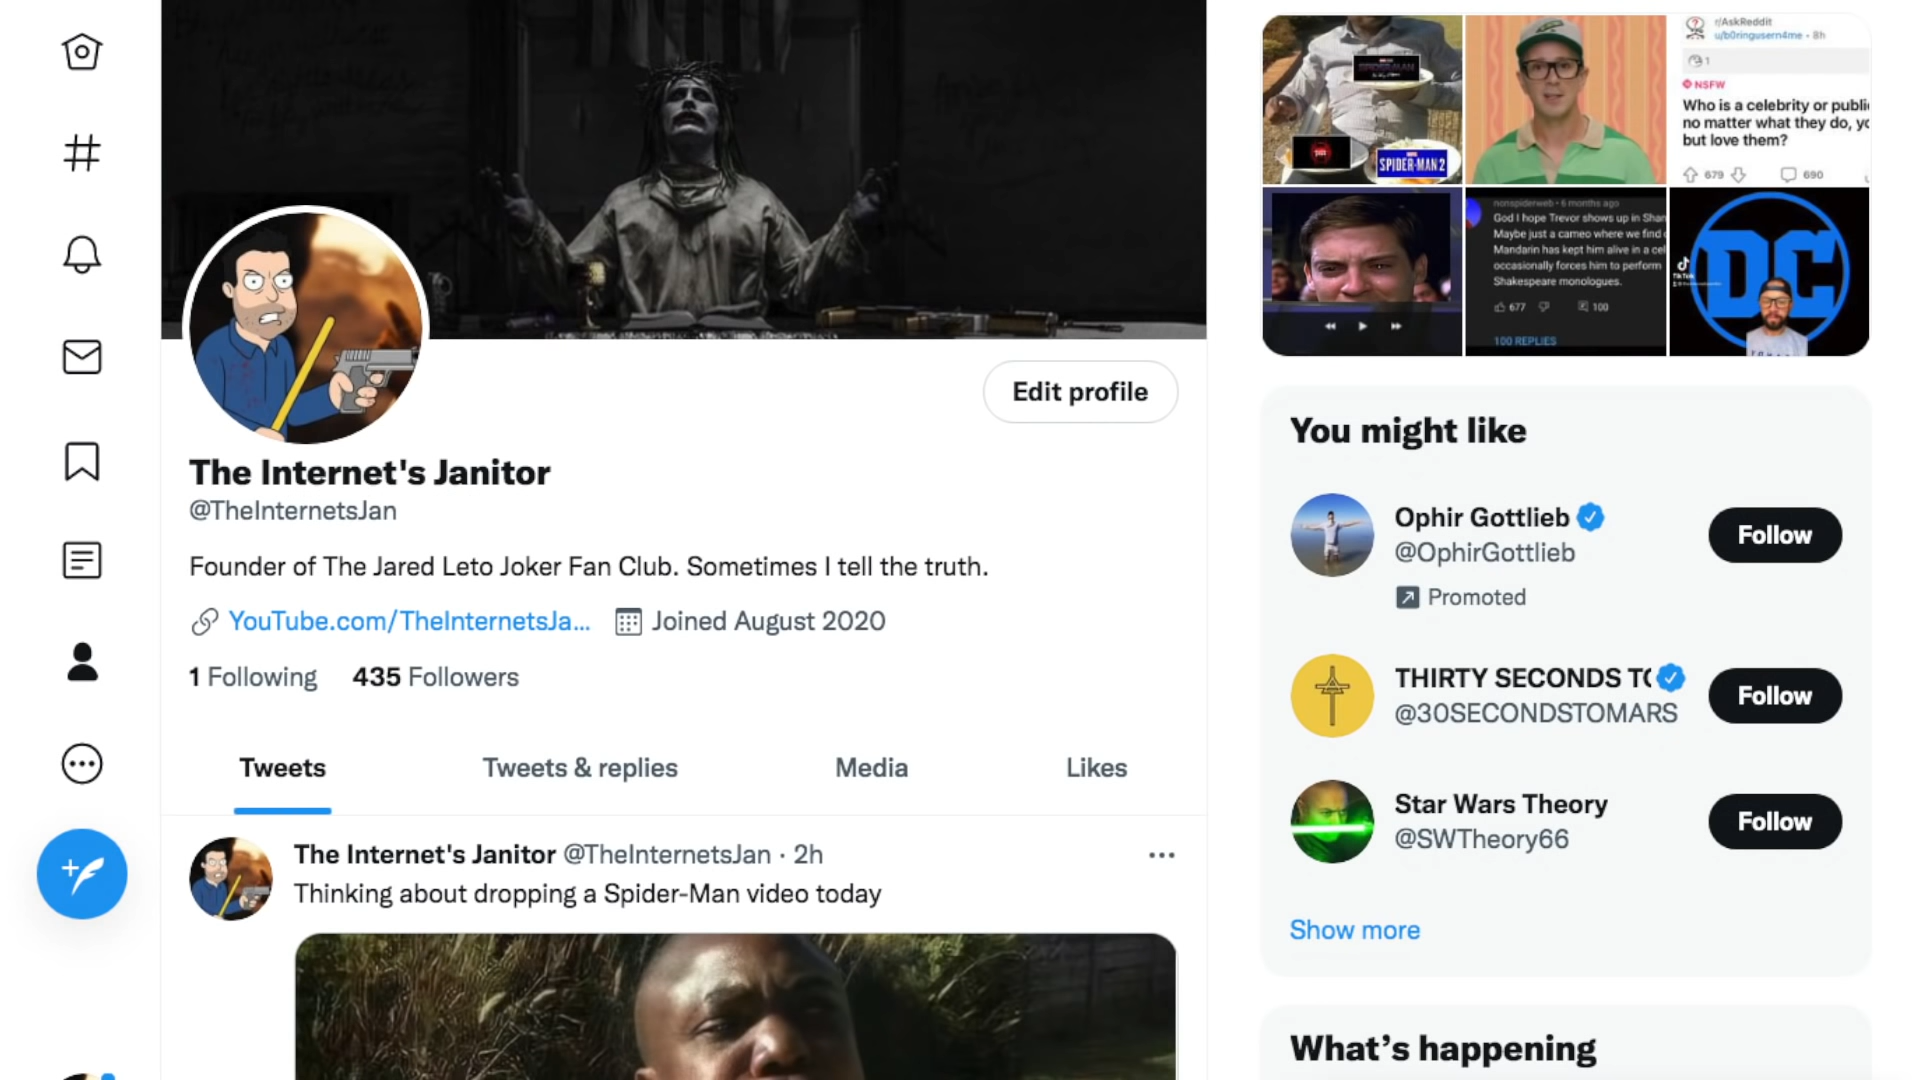 Edit profile
The Internet's Janitor
@TheInternetsJan
Founder of The Jared Leto Joker Fan Club. Sometimes I tell the truth.
YouTube.com/TheInternetsJa...
Joined August 2020
1 Following 435 Followers
Tweets
Tweets & replies
Media
Likes
The Internet's Janitor @TheInternetsJan · 2h
Thinking about dropping a Spider-Man video today
SPIDER-MAN
SPIDER-MAN 2
r/AskReddit
u/b0ringusern4me • 8h
1
NSFW
Who is a celebrity or publi
no matter what they do, yo
but love them?
679
690
nonspiderweb • 6 months ago
God I hope Trevor shows up in Shan
Maybe just a cameo where we find
Mandarin has kept him alive in a cel
occasionally forces him to perform
Shakespeare monologues.
677
100
100 REPLIES
DC
TikTok
You might like
Ophir Gottlieb
@OphirGottlieb
Promoted
Follow
THIRTY SECONDS TO
@30SECONDSTOMARS
Follow
Star Wars Theory
@SWTheory66
Follow
Show more
What's happening